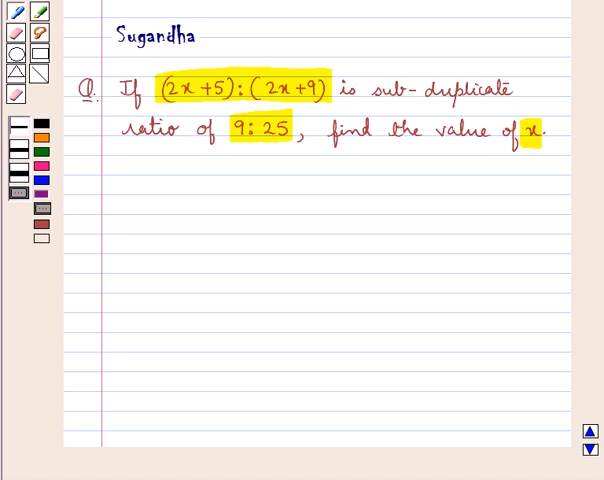 Sugandha
Q. If (2x+5):(2x+9) is sub-duplicate
ratio of 9:25, find the value of x.